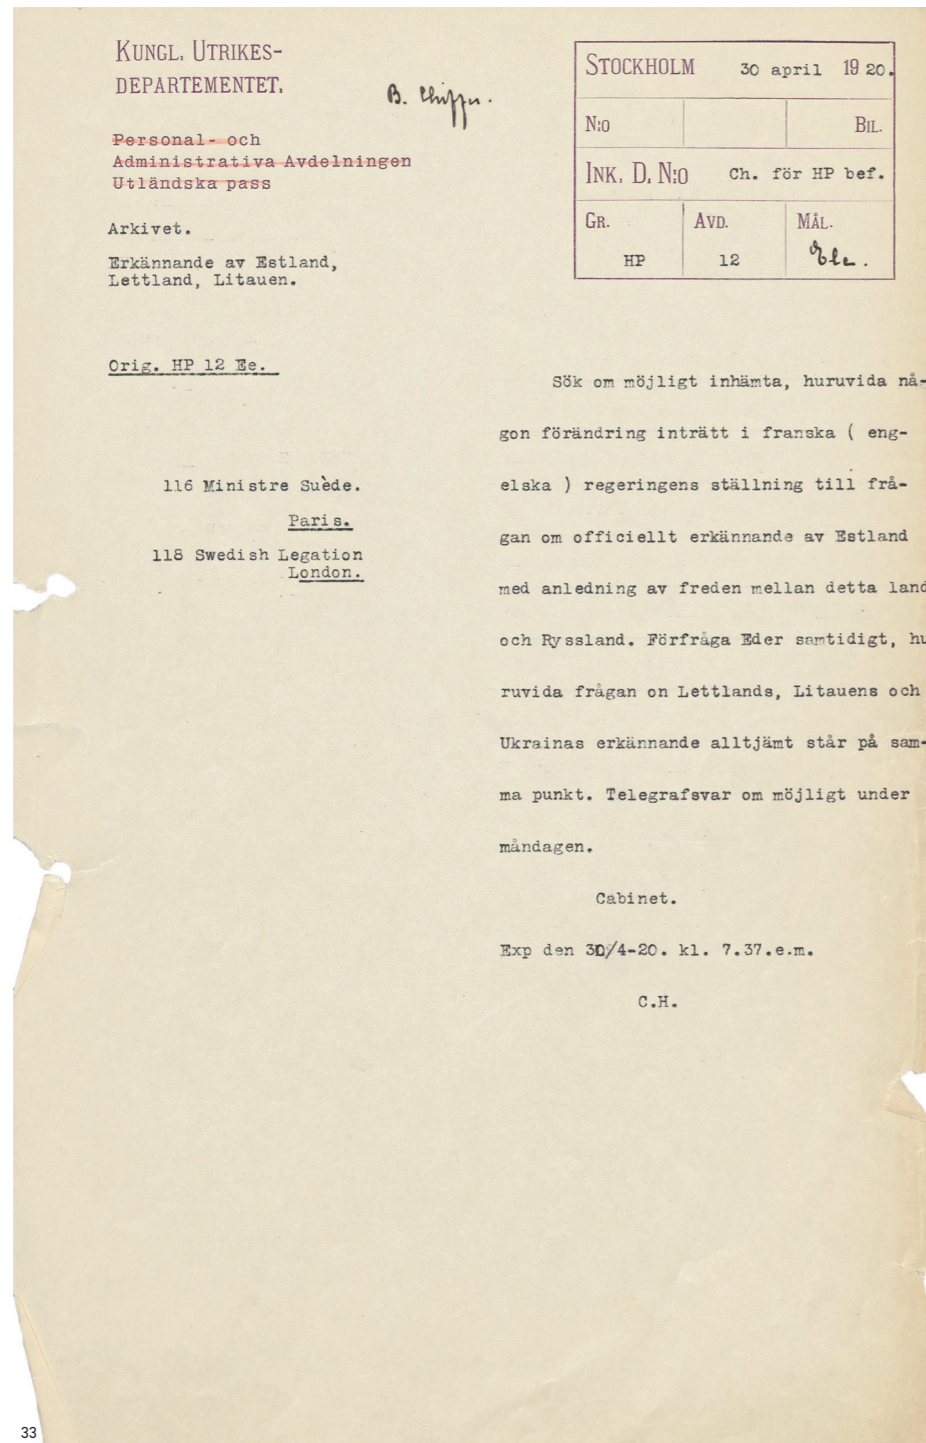 KUNGL. UTRIKES-
DEPARTEMENTET.
B. Chiffer.
STOCKHOLM 30 april 1920.
N:o BIL.
INK. D. N:o Ch. för HP bef.
GR. AVD. MÅL.
HP 12
Personal- och
Administrativa Avdelningen
Utländska pass
Arkivet.
Erkännande av Estland,
Lettland, Litauen.
Orig. HP 12 Ee.
116 Ministre Suède.
Paris.
118 Swedish Legation
London.
Sök om möjligt inhämta, huruvida nå-
gon förändring inträtt i franska ( eng-
elska ) regeringens ställning till frå-
gan om officiellt erkännande av Estland
med anledning av freden mellan detta land
och Ryssland. Förfråga Eder samtidigt, hu
ruvida frågan on Lettlands, Litauens och
Ukrainas erkännande alltjämt står på sam-
ma punkt. Telegrafsvar om möjligt under
måndagen.
Cabinet.
Exp den 30/4-20. kl. 7.37.e.m.
C.H.
33